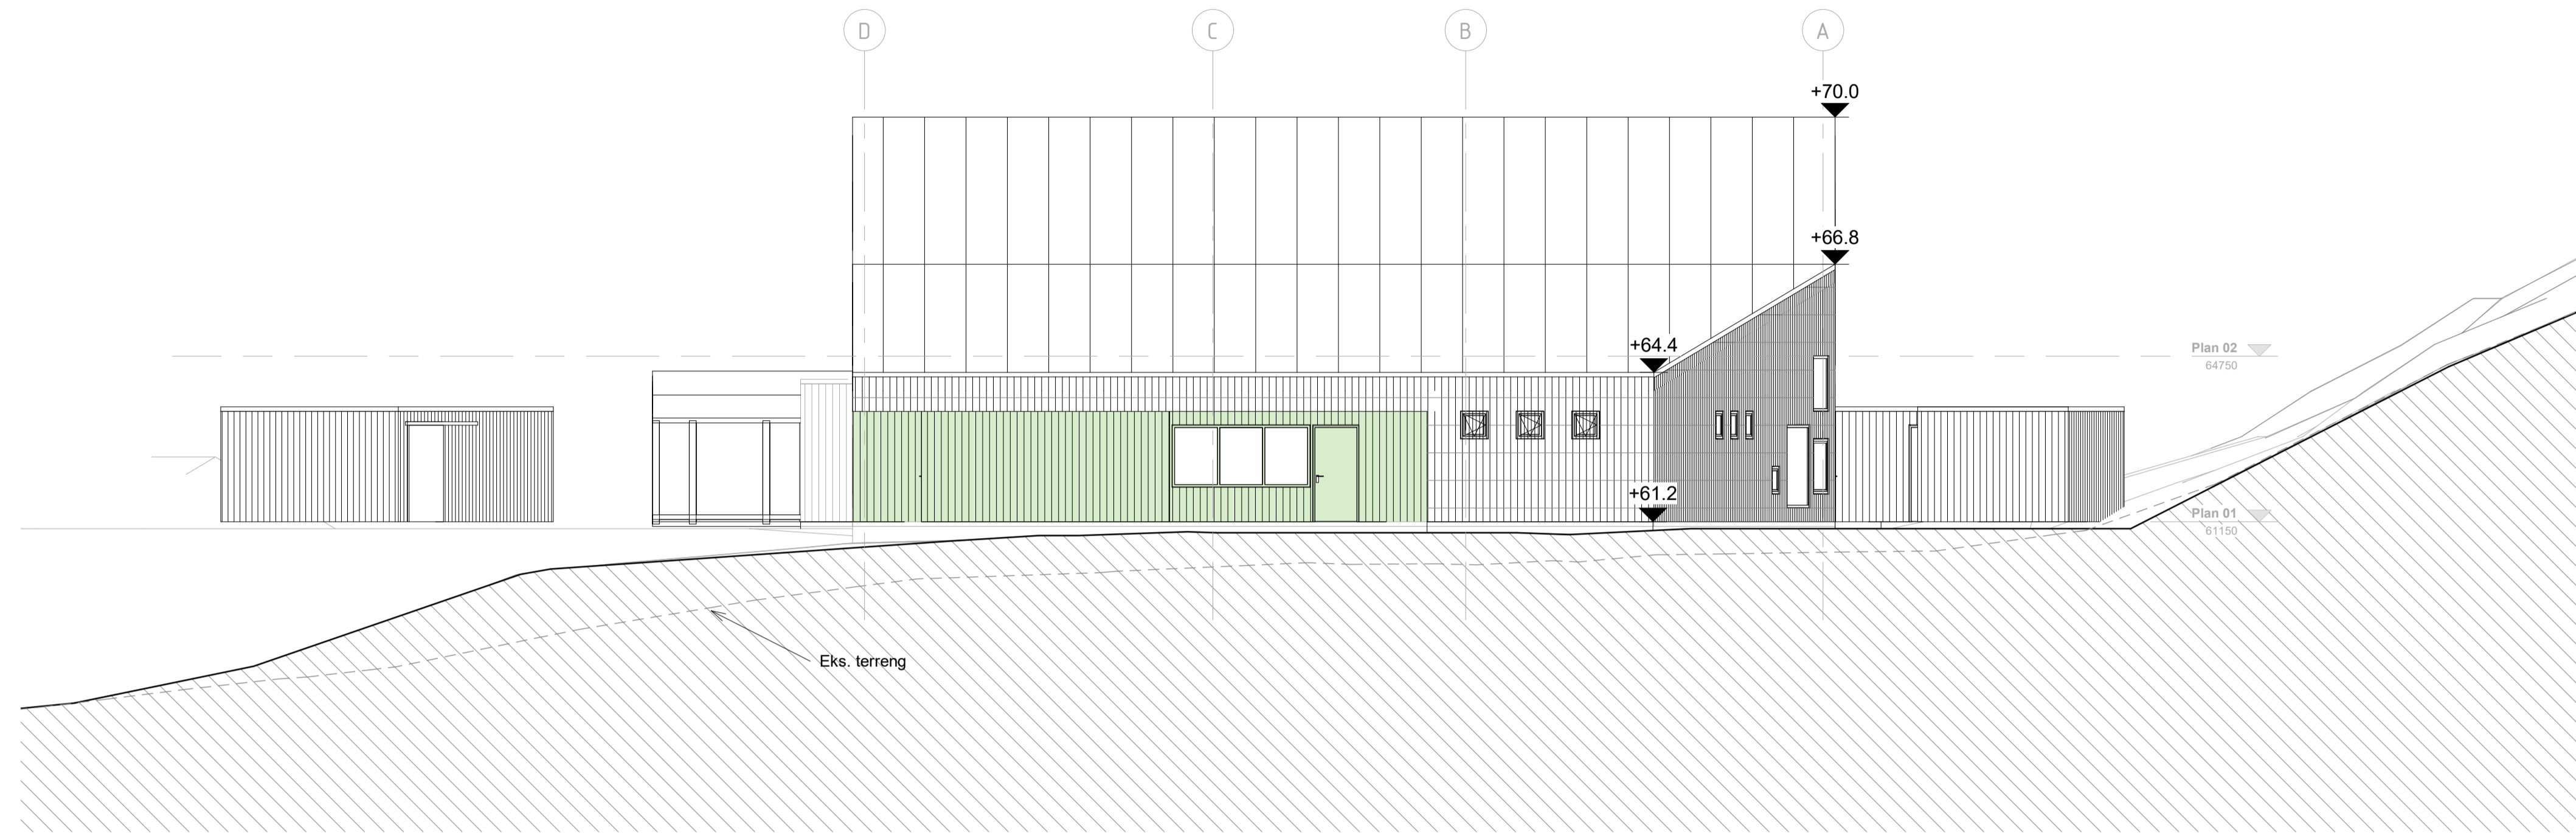 D
C
B
A
+70.0
+66.8
+64.4
Plan 02
64750
+61.2
Plan 01
61150
Eks. terreng